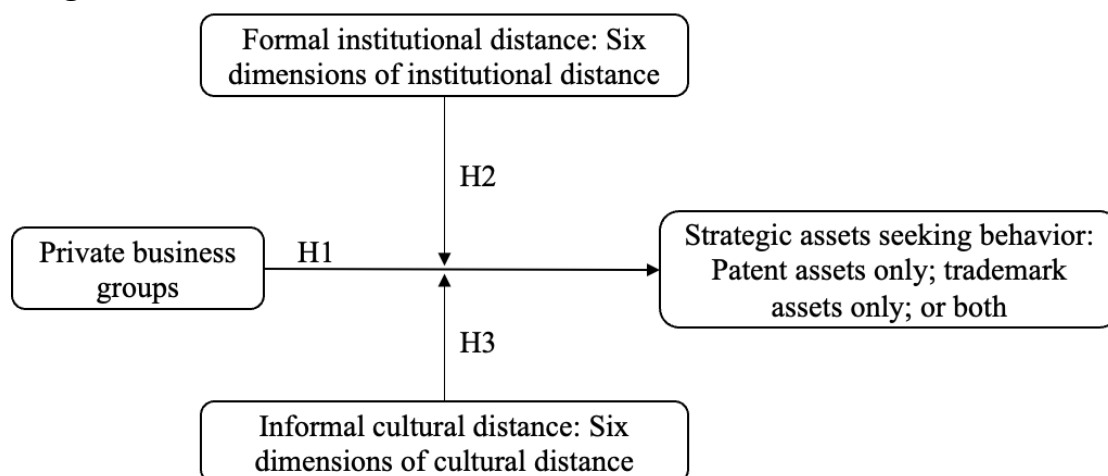 Formal institutional distance: Six
dimensions of institutional distance
H2
Private business
groups
H1
Strategic assets seeking behavior:
Patent assets only; trademark
assets only; or both
H3
Informal cultural distance: Six
dimensions of cultural distance